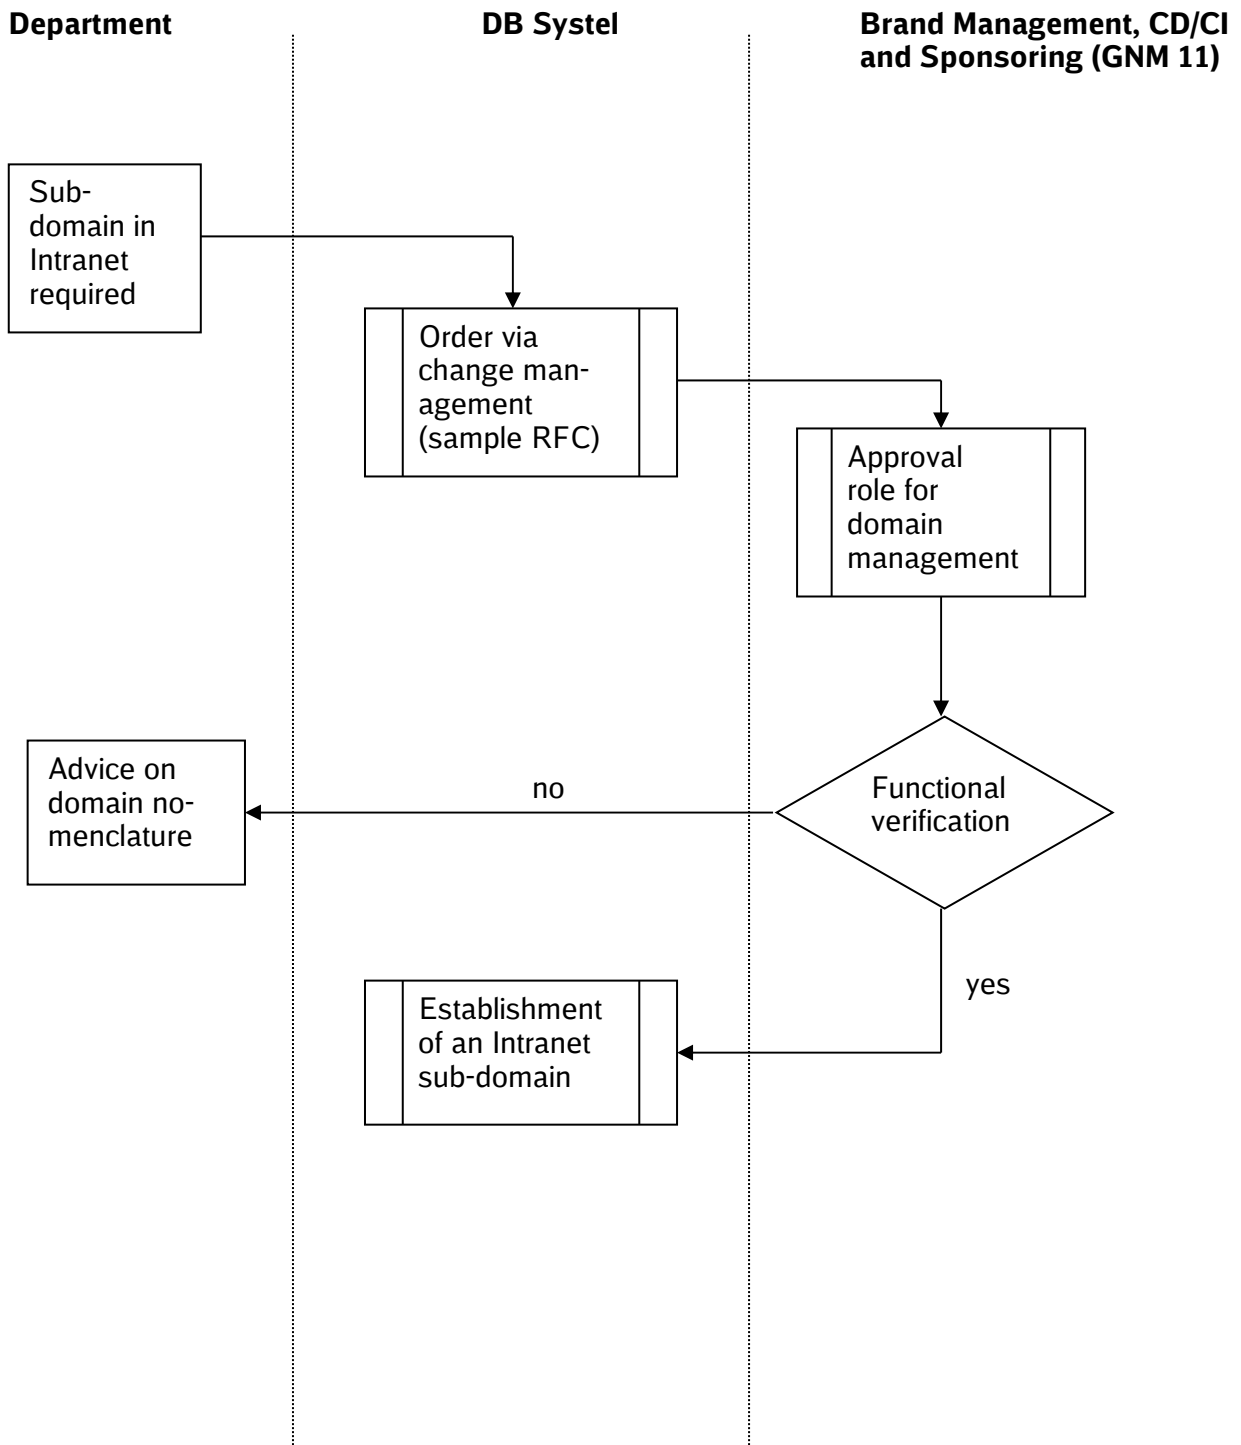 Department
DB Systel
Brand Management, CD/CI
and Sponsoring (GNM 11)
Sub-
domain in
Intranet
required
Order via
change man-
agement
(sample RFC)
Approval
role for
domain
management
Functional
verification
no
Advice on
domain no-
menclature
yes
Establishment
of an Intranet
sub-domain